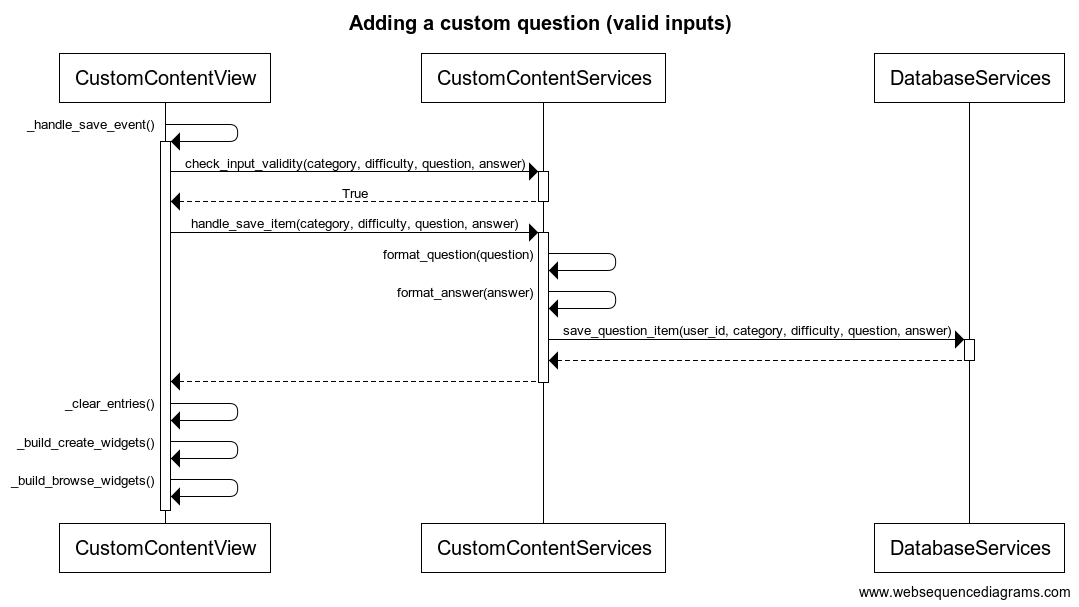 Adding a custom question (valid inputs)
CustomContentView
CustomContentServices
DatabaseServices
_handle_save_event()
check_input_validity(category, difficulty, question, answer)
True
handle_save_item(category, difficulty, question, answer)
format_question(question)
format_answer(answer)
save_question_item(user_id, category, difficulty, question, answer)
_clear_entries()
_build_create_widgets()
_build_browse_widgets()
CustomContentView
CustomContentServices
DatabaseServices
www.websequencediagrams.com